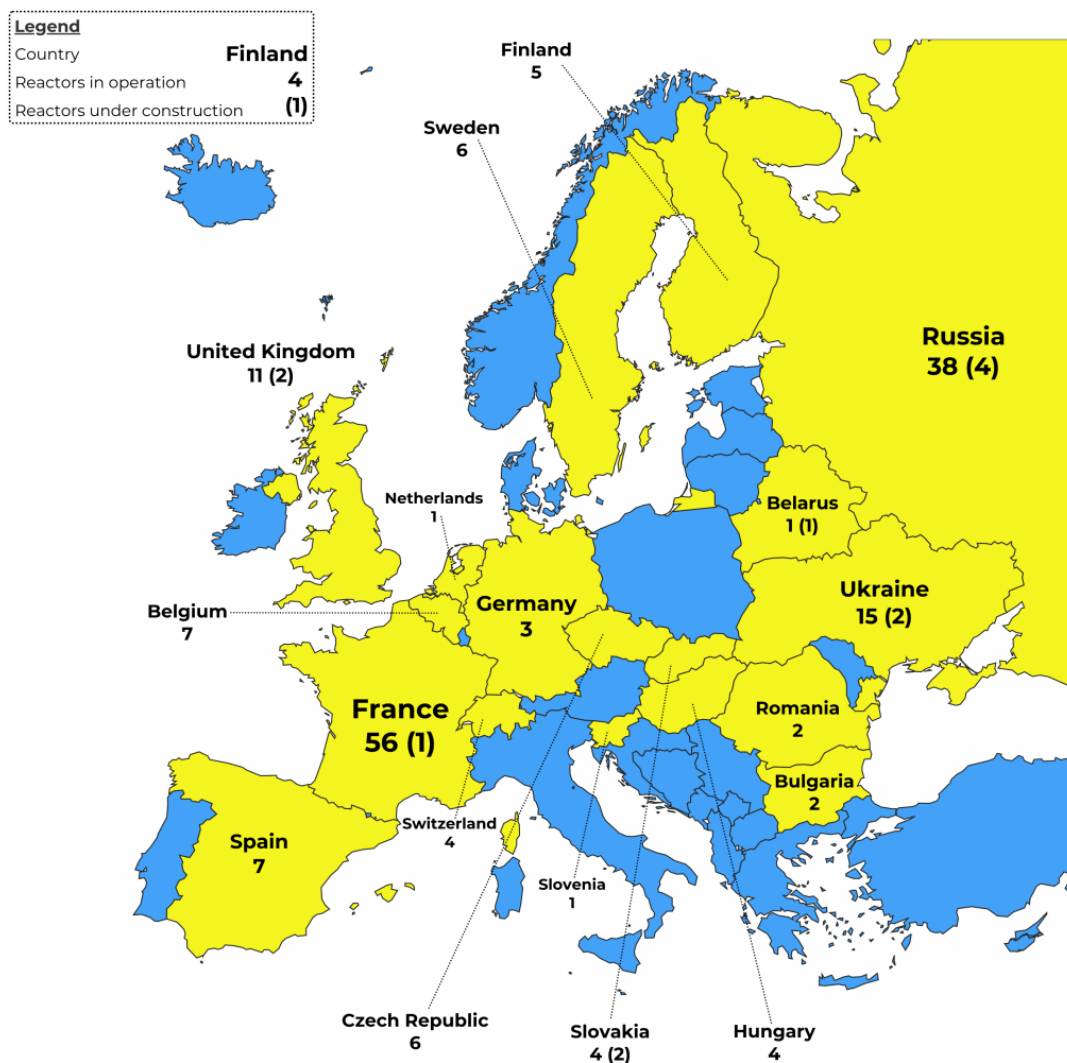 Legend
Country Finland
Reactors in operation 4
Reactors under construction (1)
Finland
5
Sweden
6
United Kingdom
11 (2)
Russia
38 (4)
Netherlands
1
Belarus
1 (1)
Belgium
7
Germany
3
Ukraine
15 (2)
France
56 (1)
Romania
2
Bulgaria
2
Switzerland
4
Spain
7
Slovenia
1
Czech Republic
6
Slovakia
4 (2)
Hungary
4